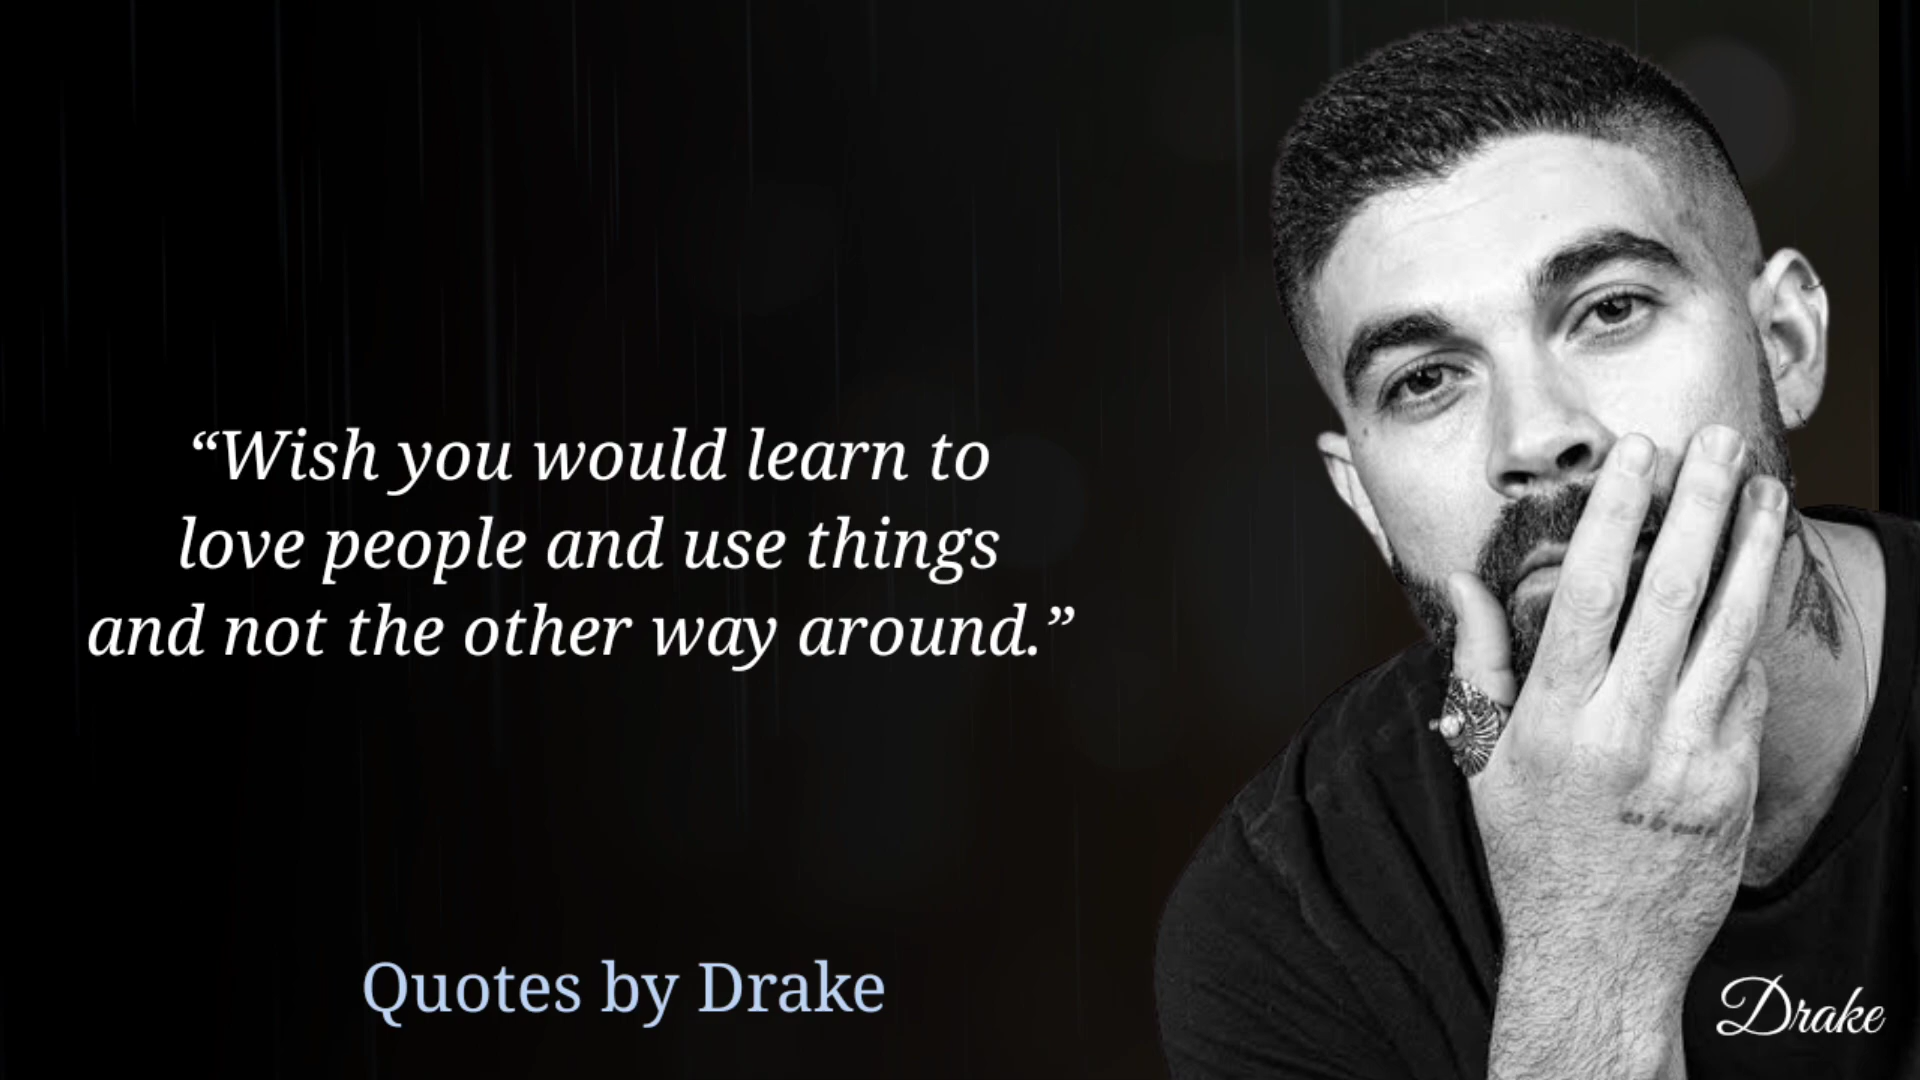 “Wish you would learn to
love people and use things
and not the other way around.”
Quotes by Drake
Drake